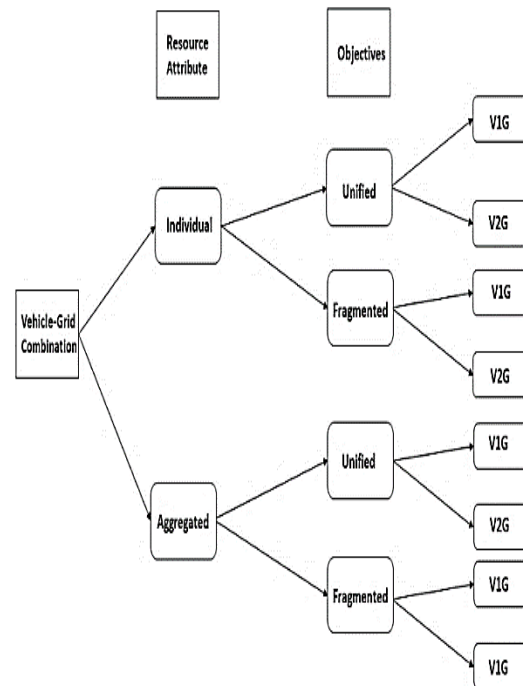 Resource
Attribute
Objectives
V1G
Unified
Individual
V2G
Fragmented
V1G
Vehicle-Grid
Combination
V2G
Unified
V1G
Aggregated
V2G
Fragmented
V1G
V1G